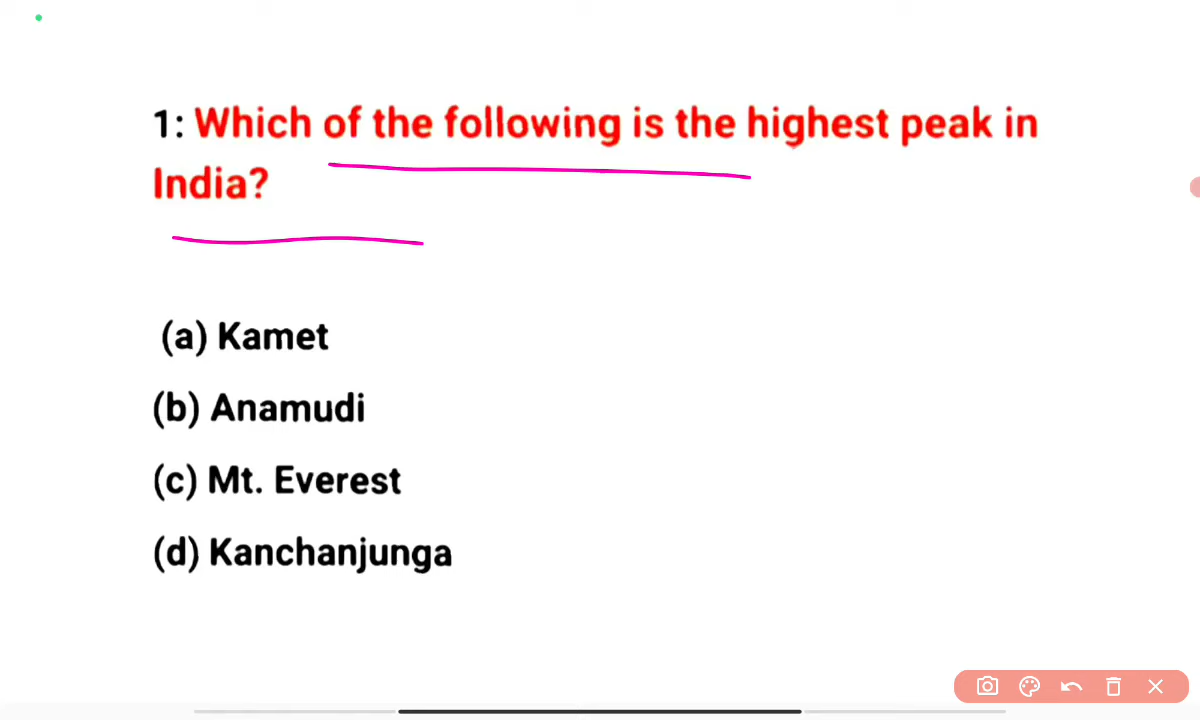 1: Which of the following is the highest peak in
India?
(a) Kamet
(b) Anamudi
(c) Mt. Everest
(d) Kanchanjunga